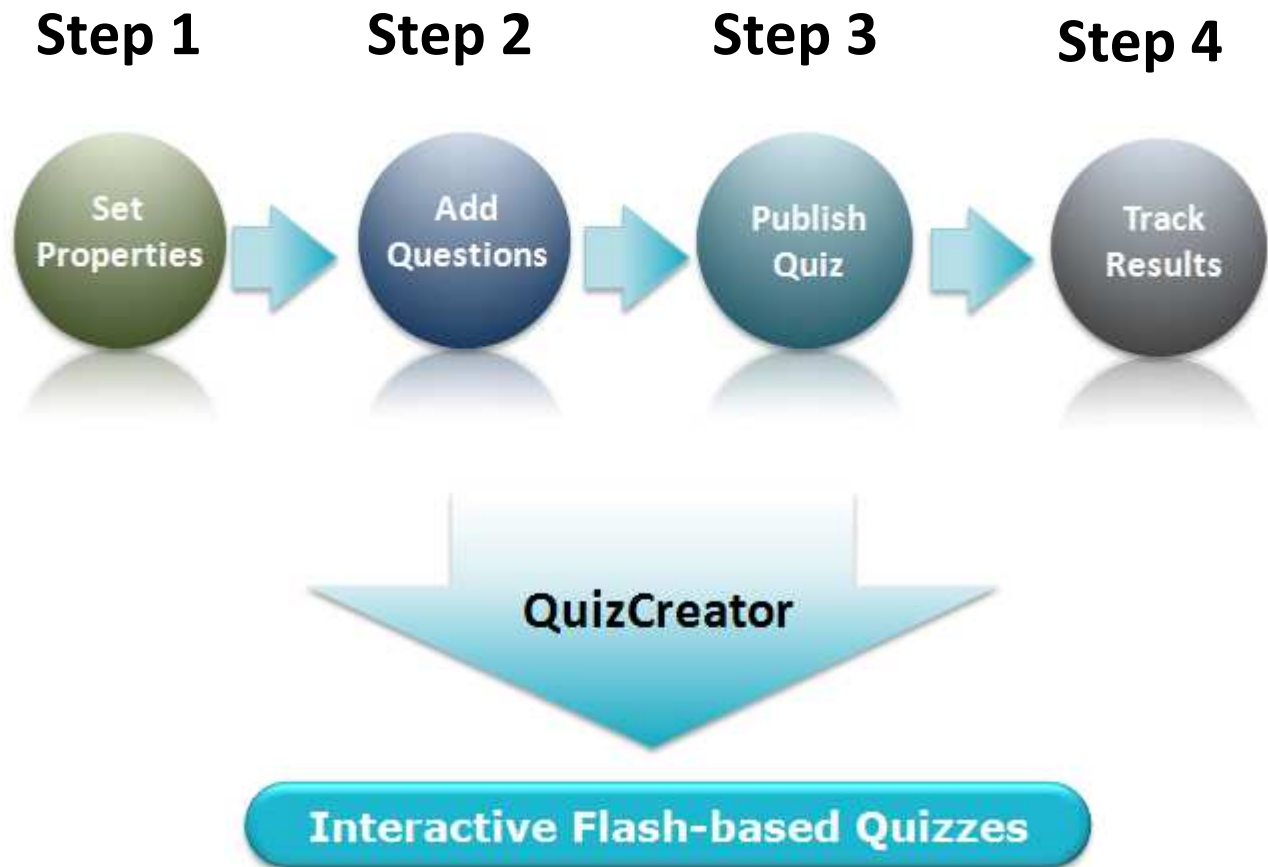 Step 1
Step 2
Step 3
Step 4
Set
Properties
Add
Questions
Publish
Quiz
Track
Results
QuizCreator
Interactive Flash-based Quizzes